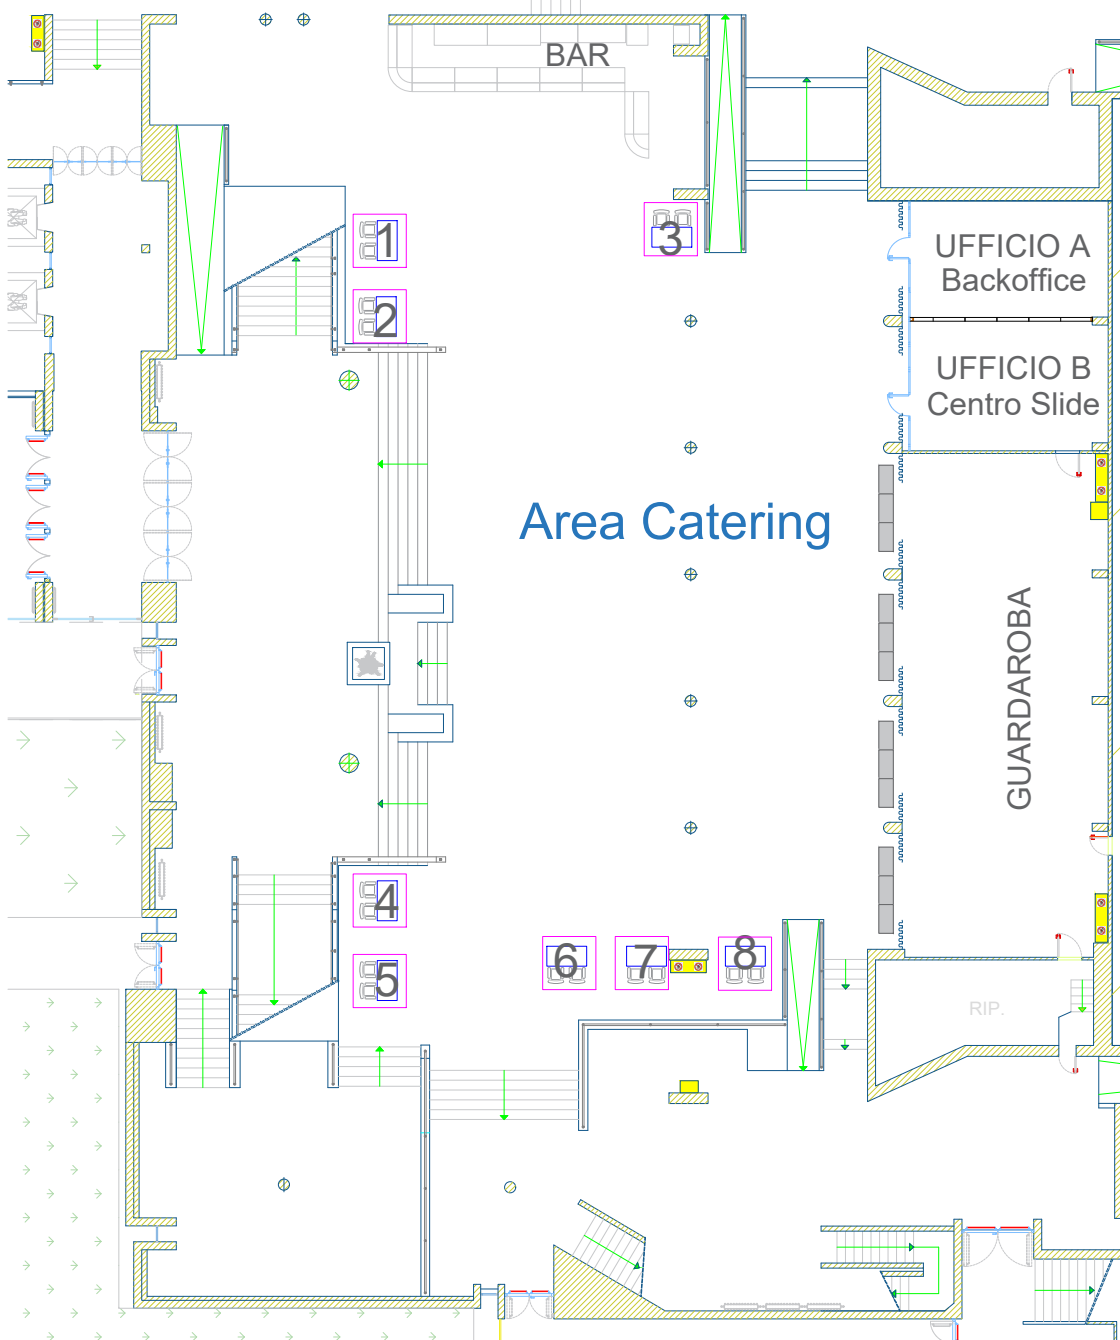 BAR
1
3
UFFICIO A
Backoffice
2
UFFICIO B
Centro Slide
Area Catering
GUARDAROBA
4
5
6
7
8
RIP.